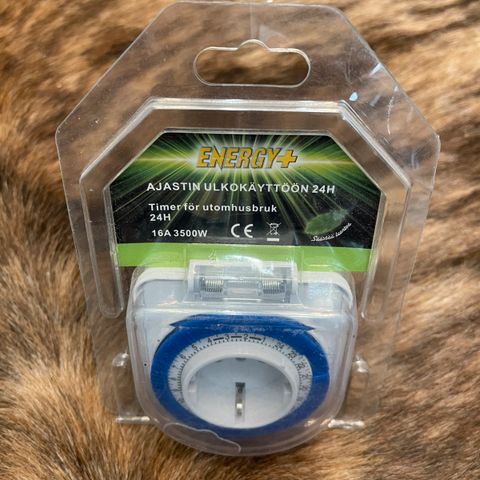 ENERGY+
AJASTIN ULKOKÄYTTÖÖN 24H
Timer för utomhusbruk
24H
16A 3500W CE